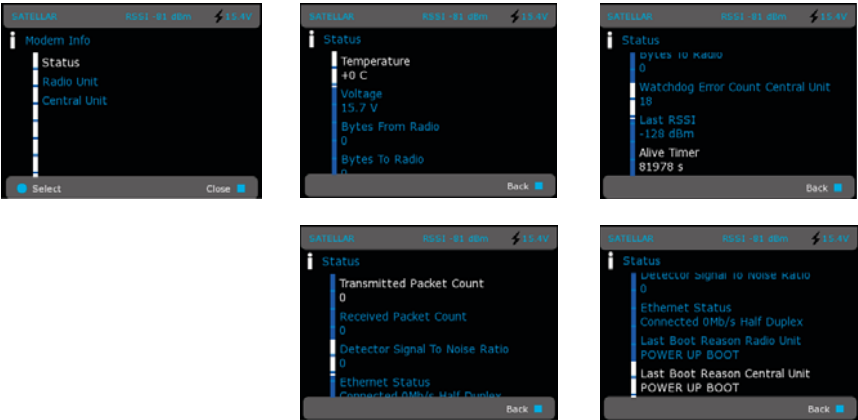 SATELLAR RSSI -81 dBm 15.4V
Modem Info
Status
Radio Unit
Central Unit
Select Close
SATELLAR RSSI -81 dBm 15.4V
Status
Temperature
+0 C
Voltage
15.7 V
Bytes From Radio
0
Bytes To Radio
0
Back
SATELLAR RSSI -81 dBm 15.4V
Status
Bytes To Radio
0
Watchdog Error Count Central Unit
18
Last RSSI
-128 dBm
Alive Timer
81978 s
Back
SATELLAR RSSI -81 dBm 15.4V
Status
Transmitted Packet Count
0
Received Packet Count
0
Detector Signal To Noise Ratio
0
Ethernet Status
Connected 0Mb/s Half Duplex
Back
SATELLAR RSSI -81 dBm 15.4V
Status
Detector Signal To Noise Ratio
0
Ethernet Status
Connected 0Mb/s Half Duplex
Last Boot Reason Radio Unit
POWER UP BOOT
Last Boot Reason Central Unit
POWER UP BOOT
Back